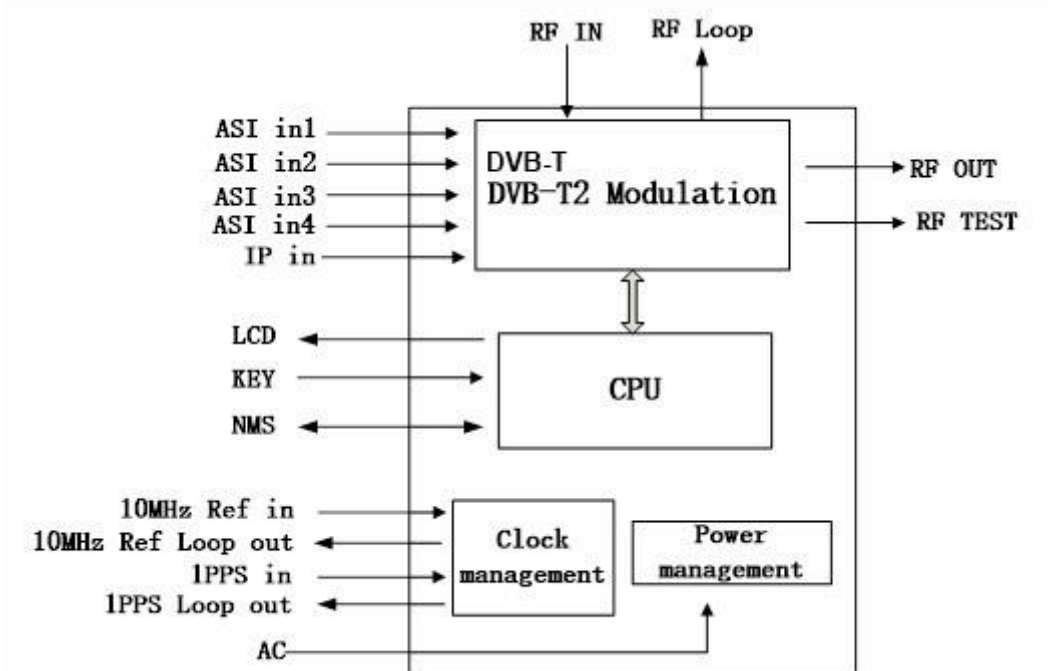 RF IN
RF Loop
ASI in1
ASI in2
ASI in3
ASI in4
IP in
DVB-T
DVB-T2 Modulation
RF OUT
RF TEST
LCD
KEY
NMS
CPU
10MHz Ref in
10MHz Ref Loop out
1PPS in
1PPS Loop out
Clock
management
Power
management
AC